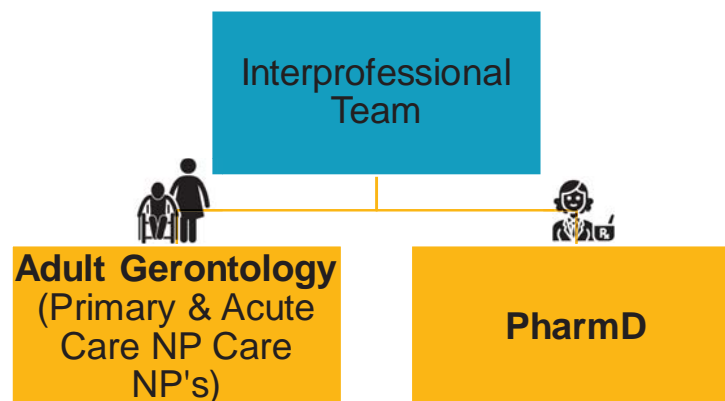 Interprofessional
Team
Adult Gerontology
(Primary & Acute
Care NP Care
NP's)
℞
PharmD